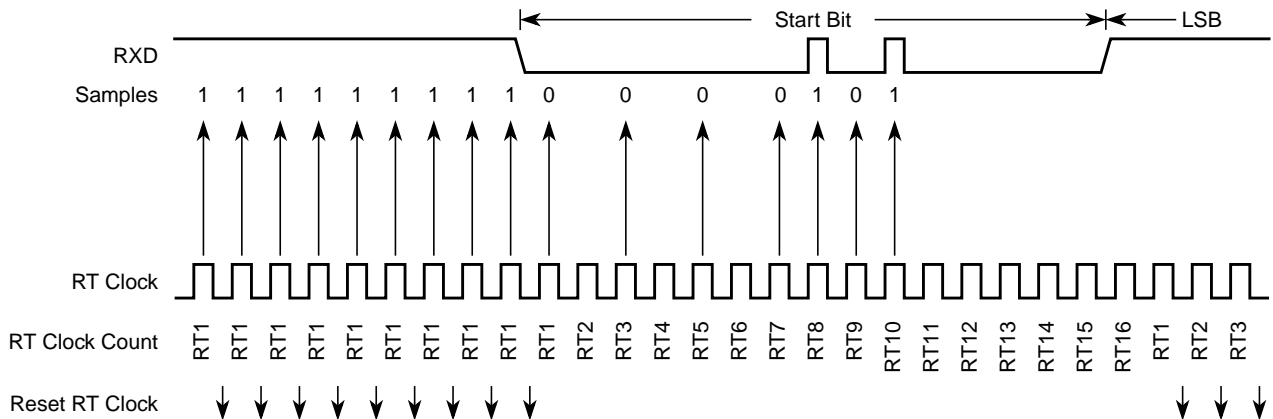 Start Bit LSB
RXD
Samples 1 1 1 1 1 1 1 1 1 0 0 0 0 1 0 1
RT Clock
RT Clock Count RT1 RT1 RT1 RT1 RT1 RT1 RT1 RT1 RT1 RT1 RT2 RT3 RT4 RT5 RT6 RT7 RT8 RT9 RT10 RT11 RT12 RT13 RT14 RT15 RT16 RT1 RT2 RT3
Reset RT Clock